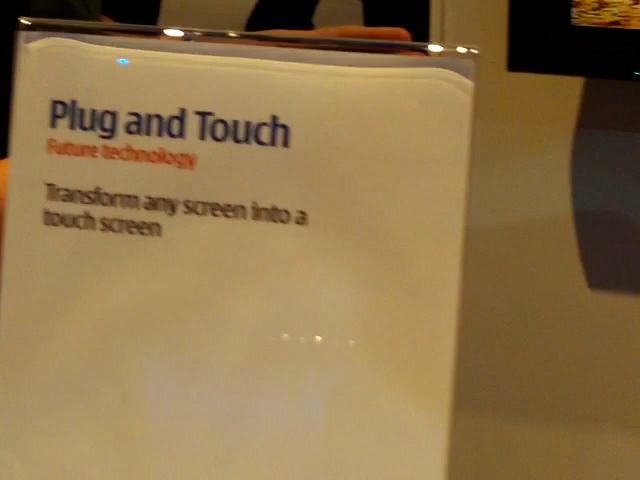 Plug and Touch
Future technology
Transform any screen into a
touch screen